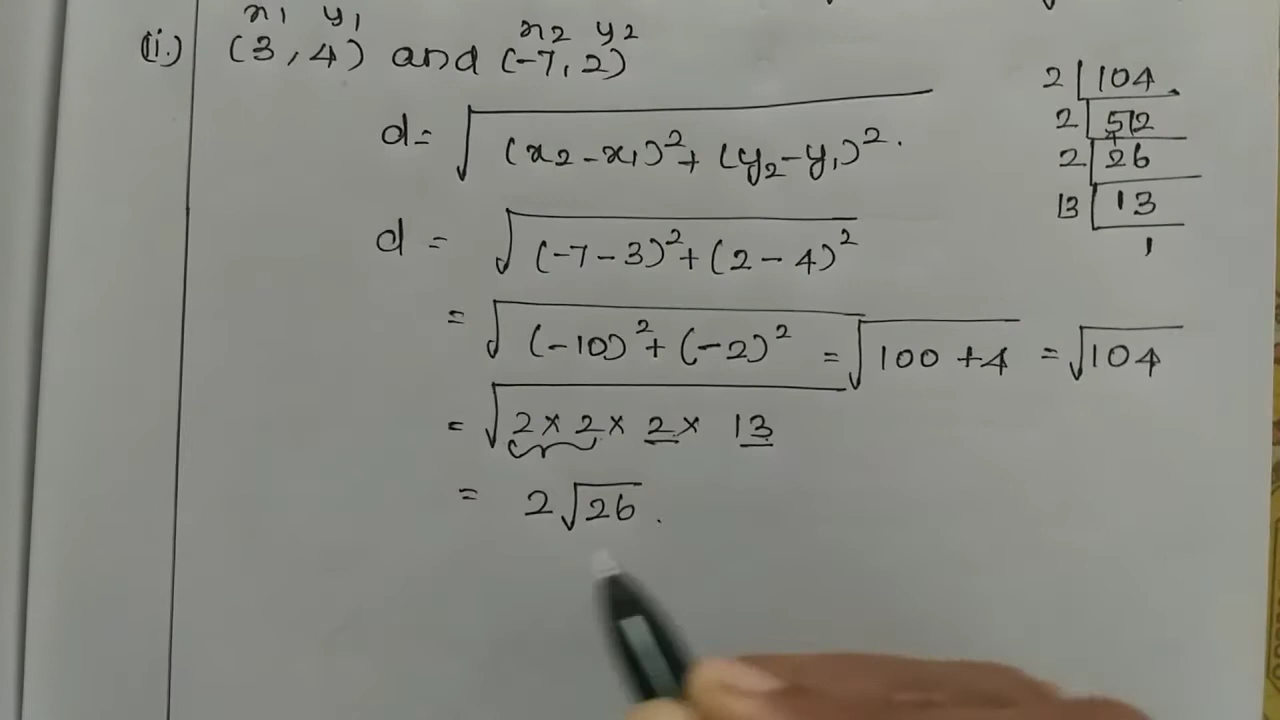 x₁ y₁ x₂ y₂
(ii.) (3, 4) and (-7, 2)
d= √(x₂-x₁)²+(y₂-y₁)².
d = √(-7-3)²+(2-4)²
= √(-10)²+(-2)² = √100+4 = √104
= √2×2×2×13
= 2√26.
2 | 104.
2 | 52
2 | 26
13 | 13
1